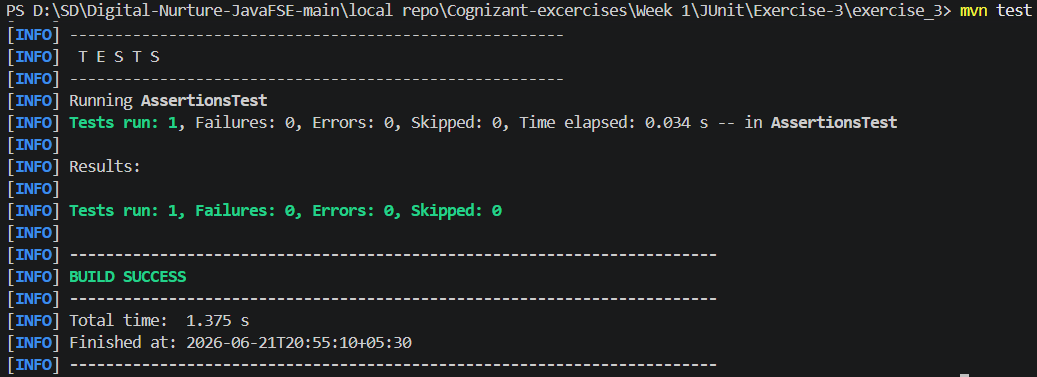 PS D:\SD\Digital-Nurture-JavaFSE-main\local repo\Cognizant-excercises\Week 1\JUnit\Exercise-3\exercise_3> mvn test
[INFO] -------------------------------------------------------
[INFO]  T E S T S
[INFO] -------------------------------------------------------
[INFO] Running AssertionsTest
[INFO] Tests run: 1, Failures: 0, Errors: 0, Skipped: 0, Time elapsed: 0.034 s -- in AssertionsTest
[INFO]
[INFO] Results:
[INFO]
[INFO] Tests run: 1, Failures: 0, Errors: 0, Skipped: 0
[INFO]
[INFO] ------------------------------------------------------------------------
[INFO] BUILD SUCCESS
[INFO] ------------------------------------------------------------------------
[INFO] Total time:  1.375 s
[INFO] Finished at: 2026-06-21T20:55:10+05:30
[INFO] ------------------------------------------------------------------------